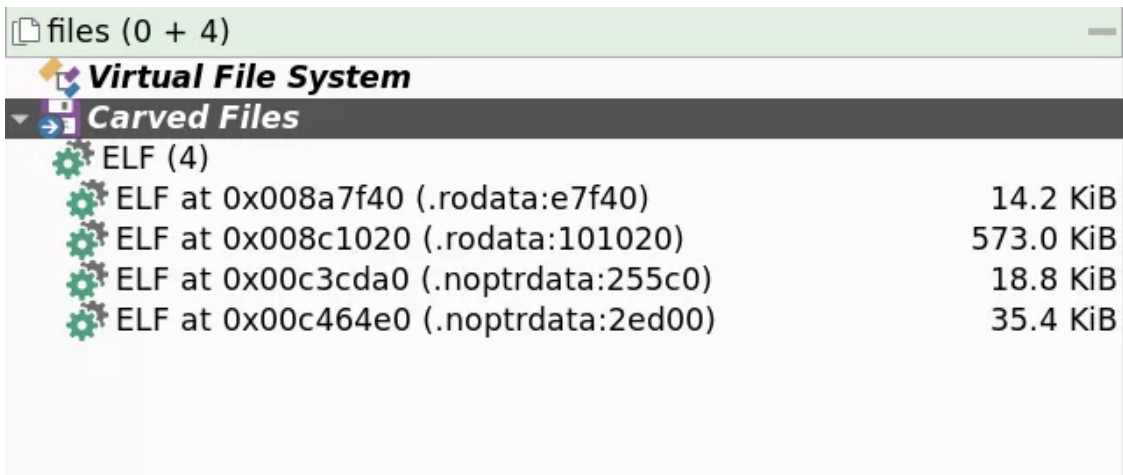 files (0 + 4)
Virtual File System
Carved Files
ELF (4)
ELF at 0x008a7f40 (.rodata:e7f40) 14.2 KiB
ELF at 0x008c1020 (.rodata:101020) 573.0 KiB
ELF at 0x00c3cda0 (.noptrdata:255c0) 18.8 KiB
ELF at 0x00c464e0 (.noptrdata:2ed00) 35.4 KiB